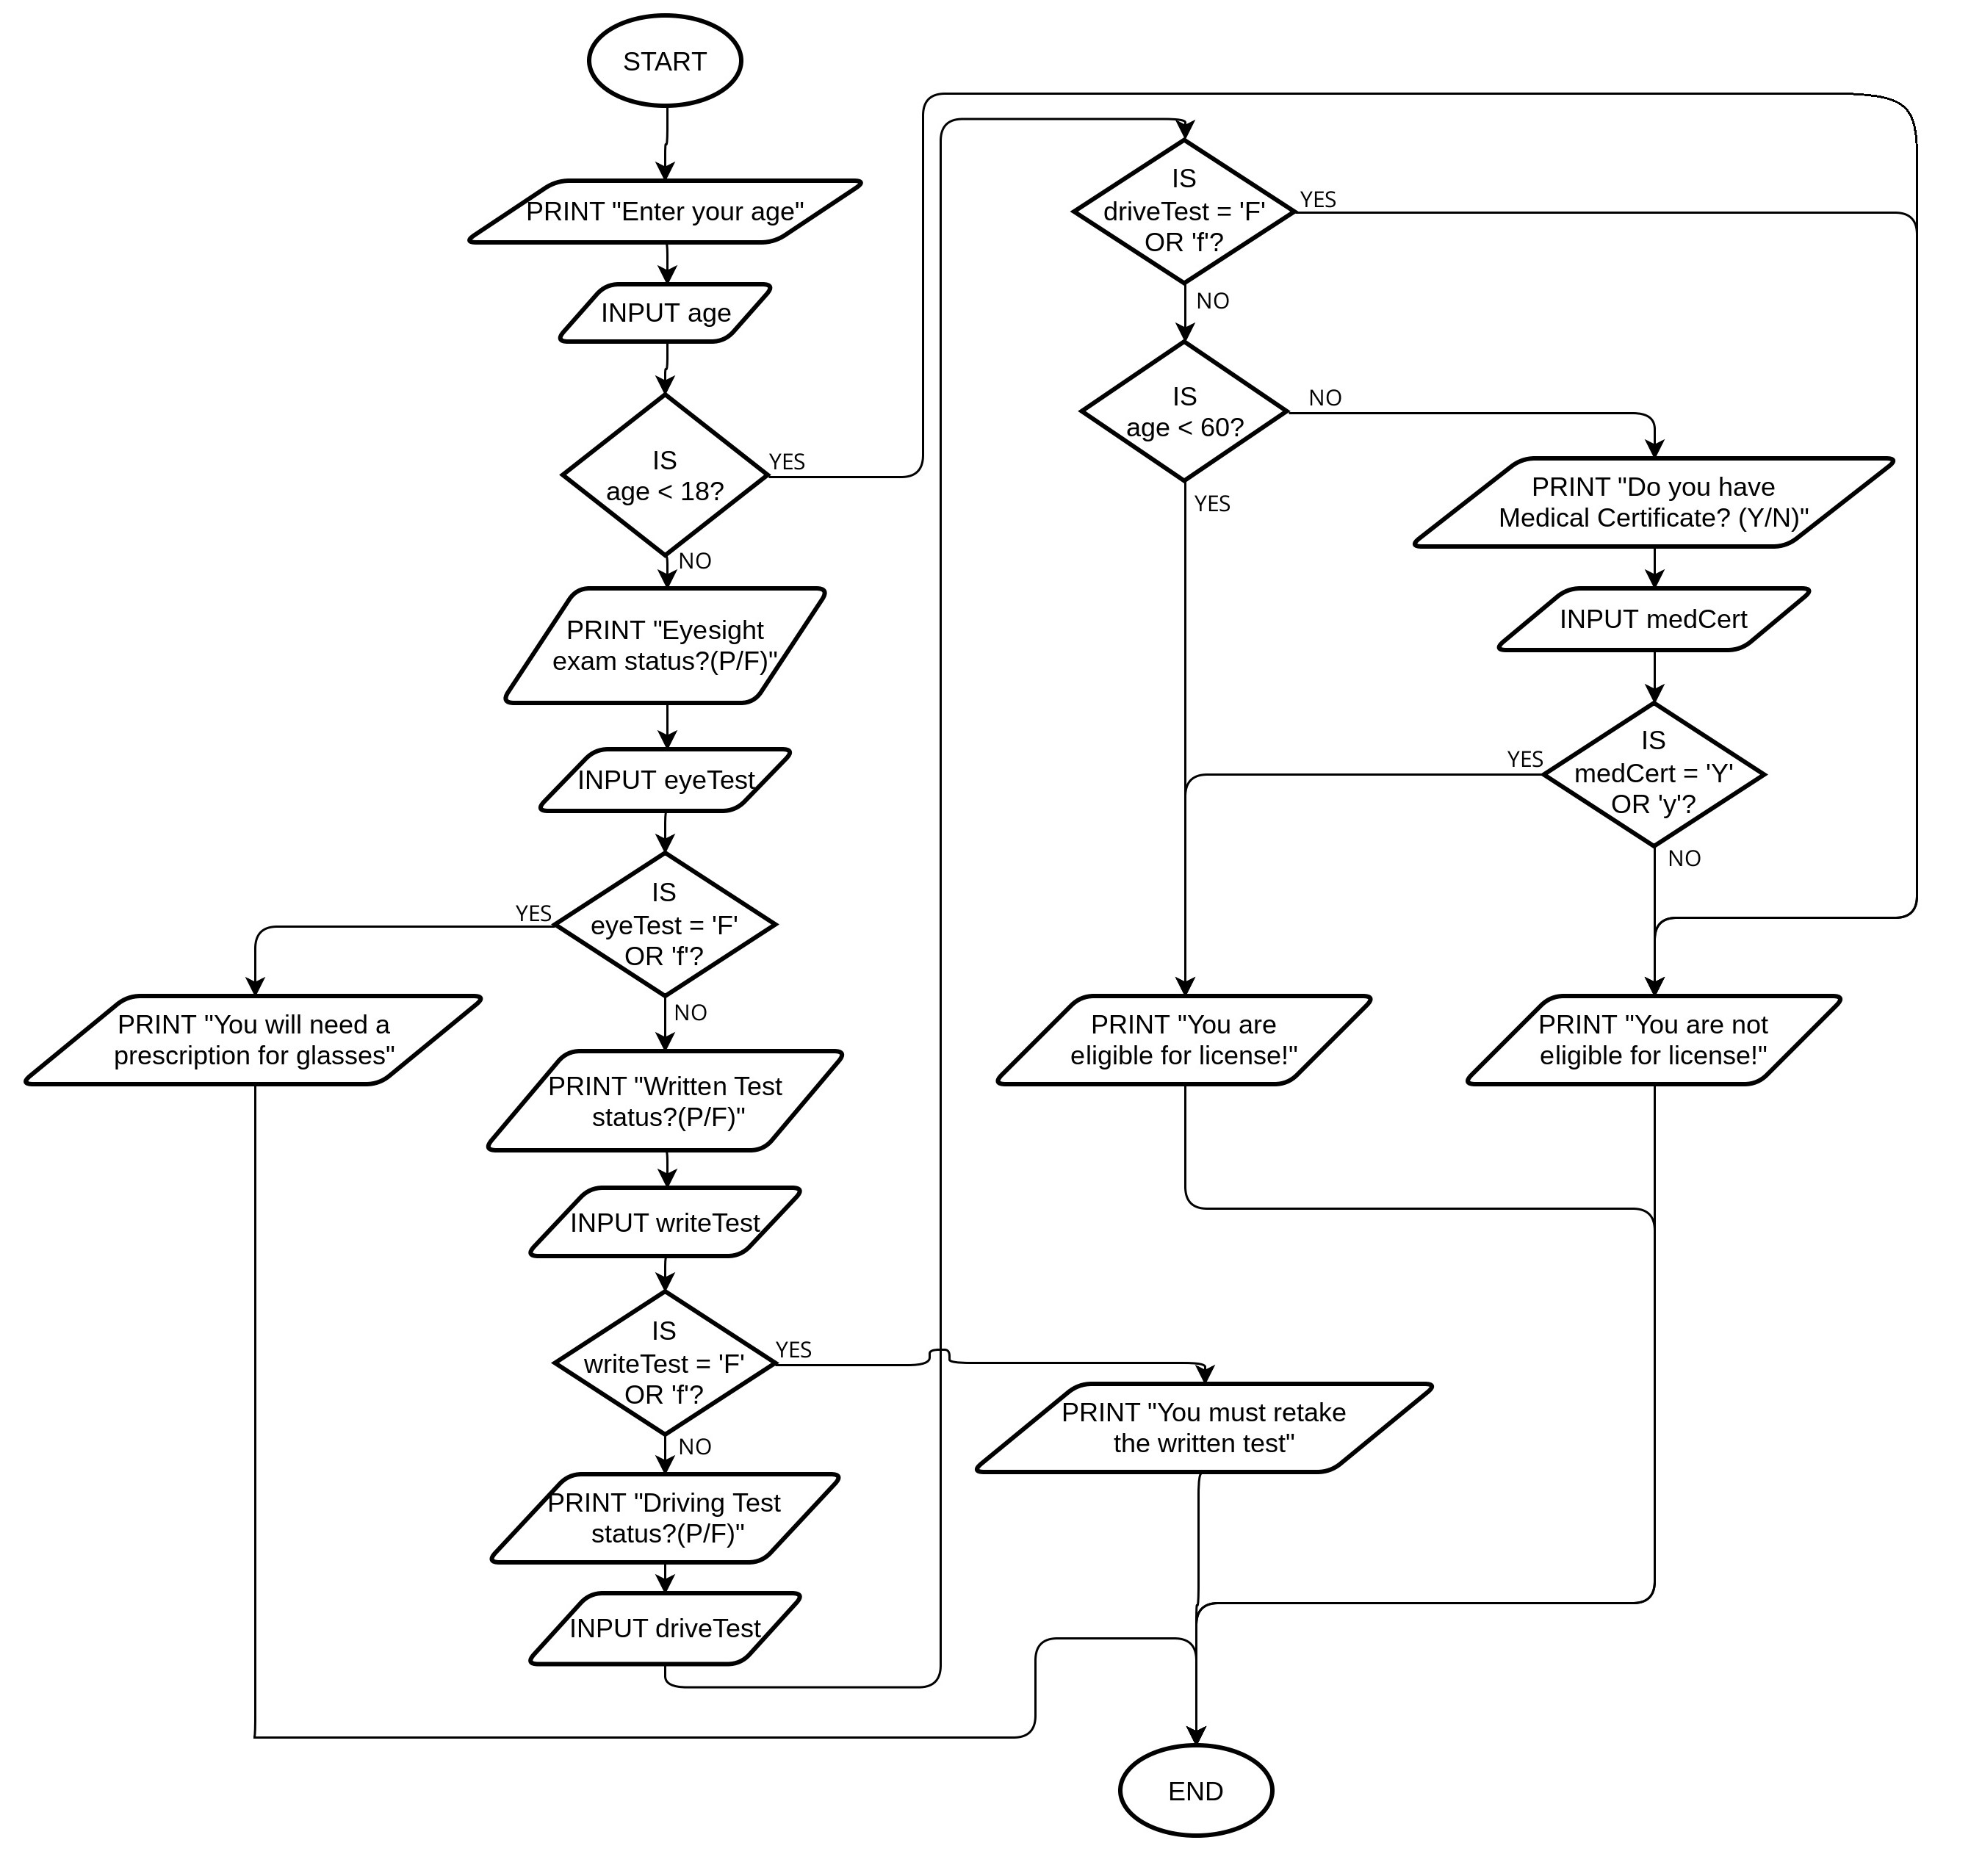 START
PRINT "Enter your age"
INPUT age
IS
age < 18?
YES
NO
PRINT "Eyesight
exam status?(P/F)"
INPUT eyeTest
IS
eyeTest = 'F'
OR 'f'?
YES
NO
PRINT "You will need a
prescription for glasses"
PRINT "Written Test
status?(P/F)"
INPUT writeTest
IS
writeTest = 'F'
OR 'f'?
YES
NO
PRINT "You must retake
the written test"
PRINT "Driving Test
status?(P/F)"
INPUT driveTest
IS
driveTest = 'F'
OR 'f'?
YES
NO
IS
age < 60?
NO
YES
PRINT "Do you have
Medical Certificate? (Y/N)"
INPUT medCert
IS
medCert = 'Y'
OR 'y'?
YES
NO
PRINT "You are
eligible for license!"
PRINT "You are not
eligible for license!"
END